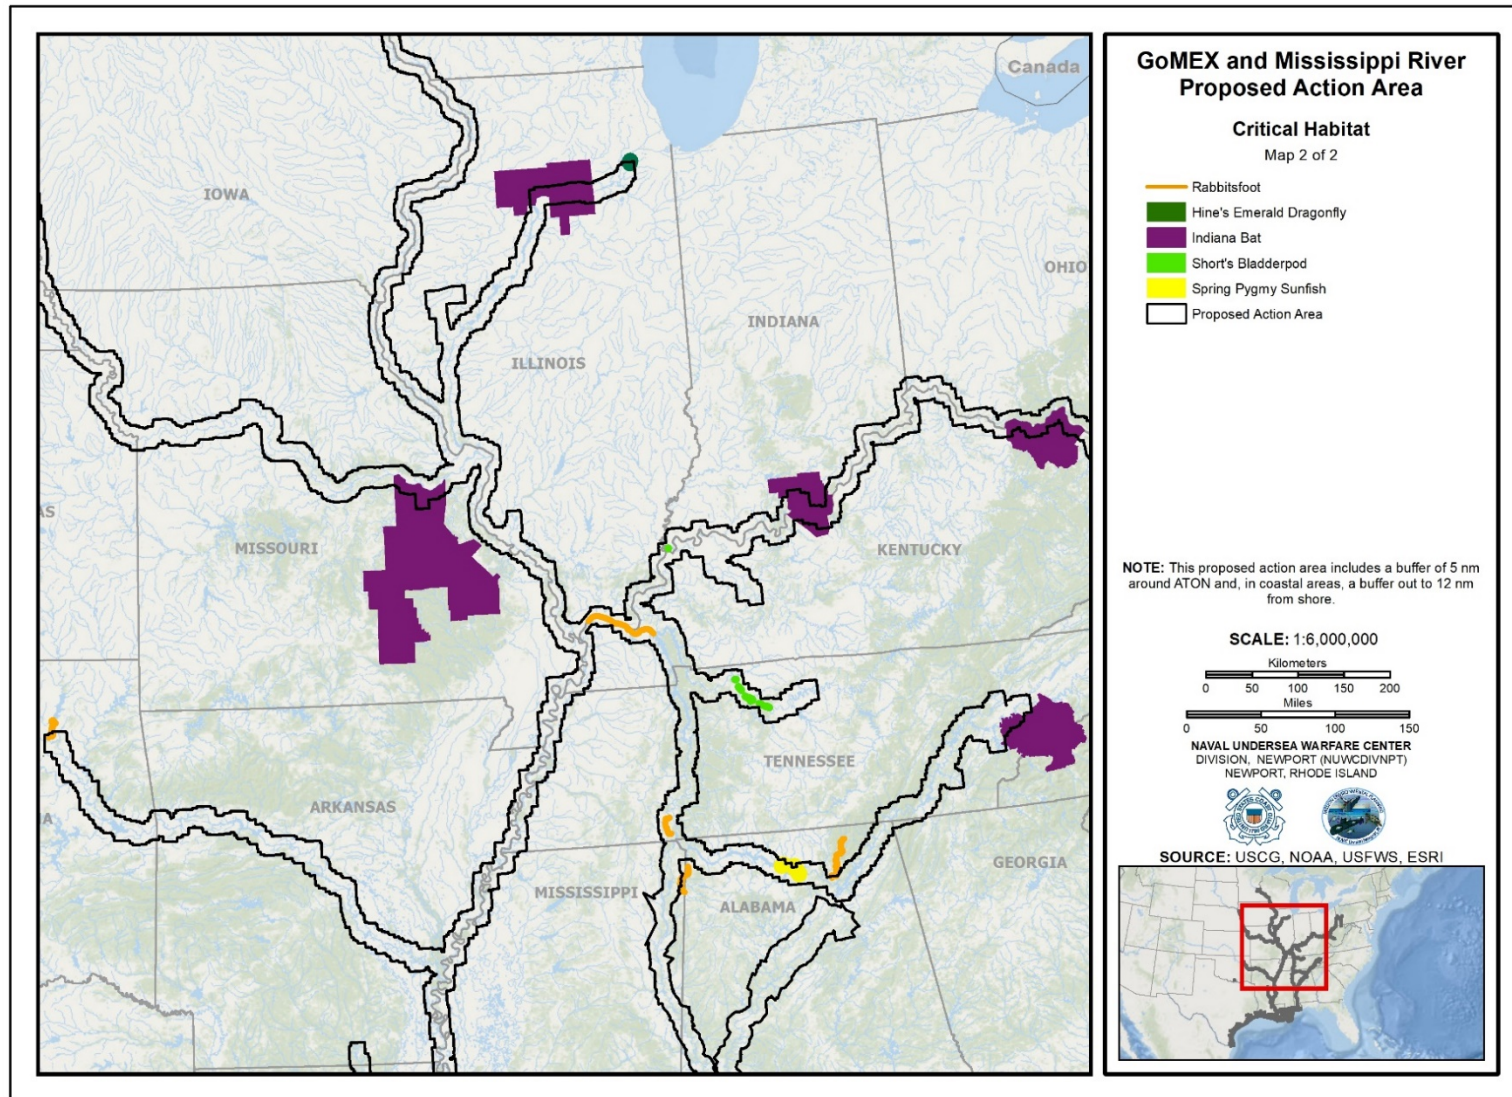 Canada
IOWA
OHIO
INDIANA
ILLINOIS
AS
MISSOURI
KENTUCKY
TENNESSEE
ARKANSAS
A
GEORGIA
MISSISSIPPI
ALABAMA
GoMEX and Mississippi River
Proposed Action Area
Critical Habitat
Map 2 of 2
Rabbitsfoot
Hine's Emerald Dragonfly
Indiana Bat
Short's Bladderpod
Spring Pygmy Sunfish
Proposed Action Area
NOTE: This proposed action area includes a buffer of 5 nm
around ATON and, in coastal areas, a buffer out to 12 nm
from shore.
SCALE: 1:6,000,000
Kilometers
0 50 100 150 200
Miles
0 50 100 150
NAVAL UNDERSEA WARFARE CENTER
DIVISION, NEWPORT (NUWCDIVNPT)
NEWPORT, RHODE ISLAND
SOURCE: USCG, NOAA, USFWS, ESRI